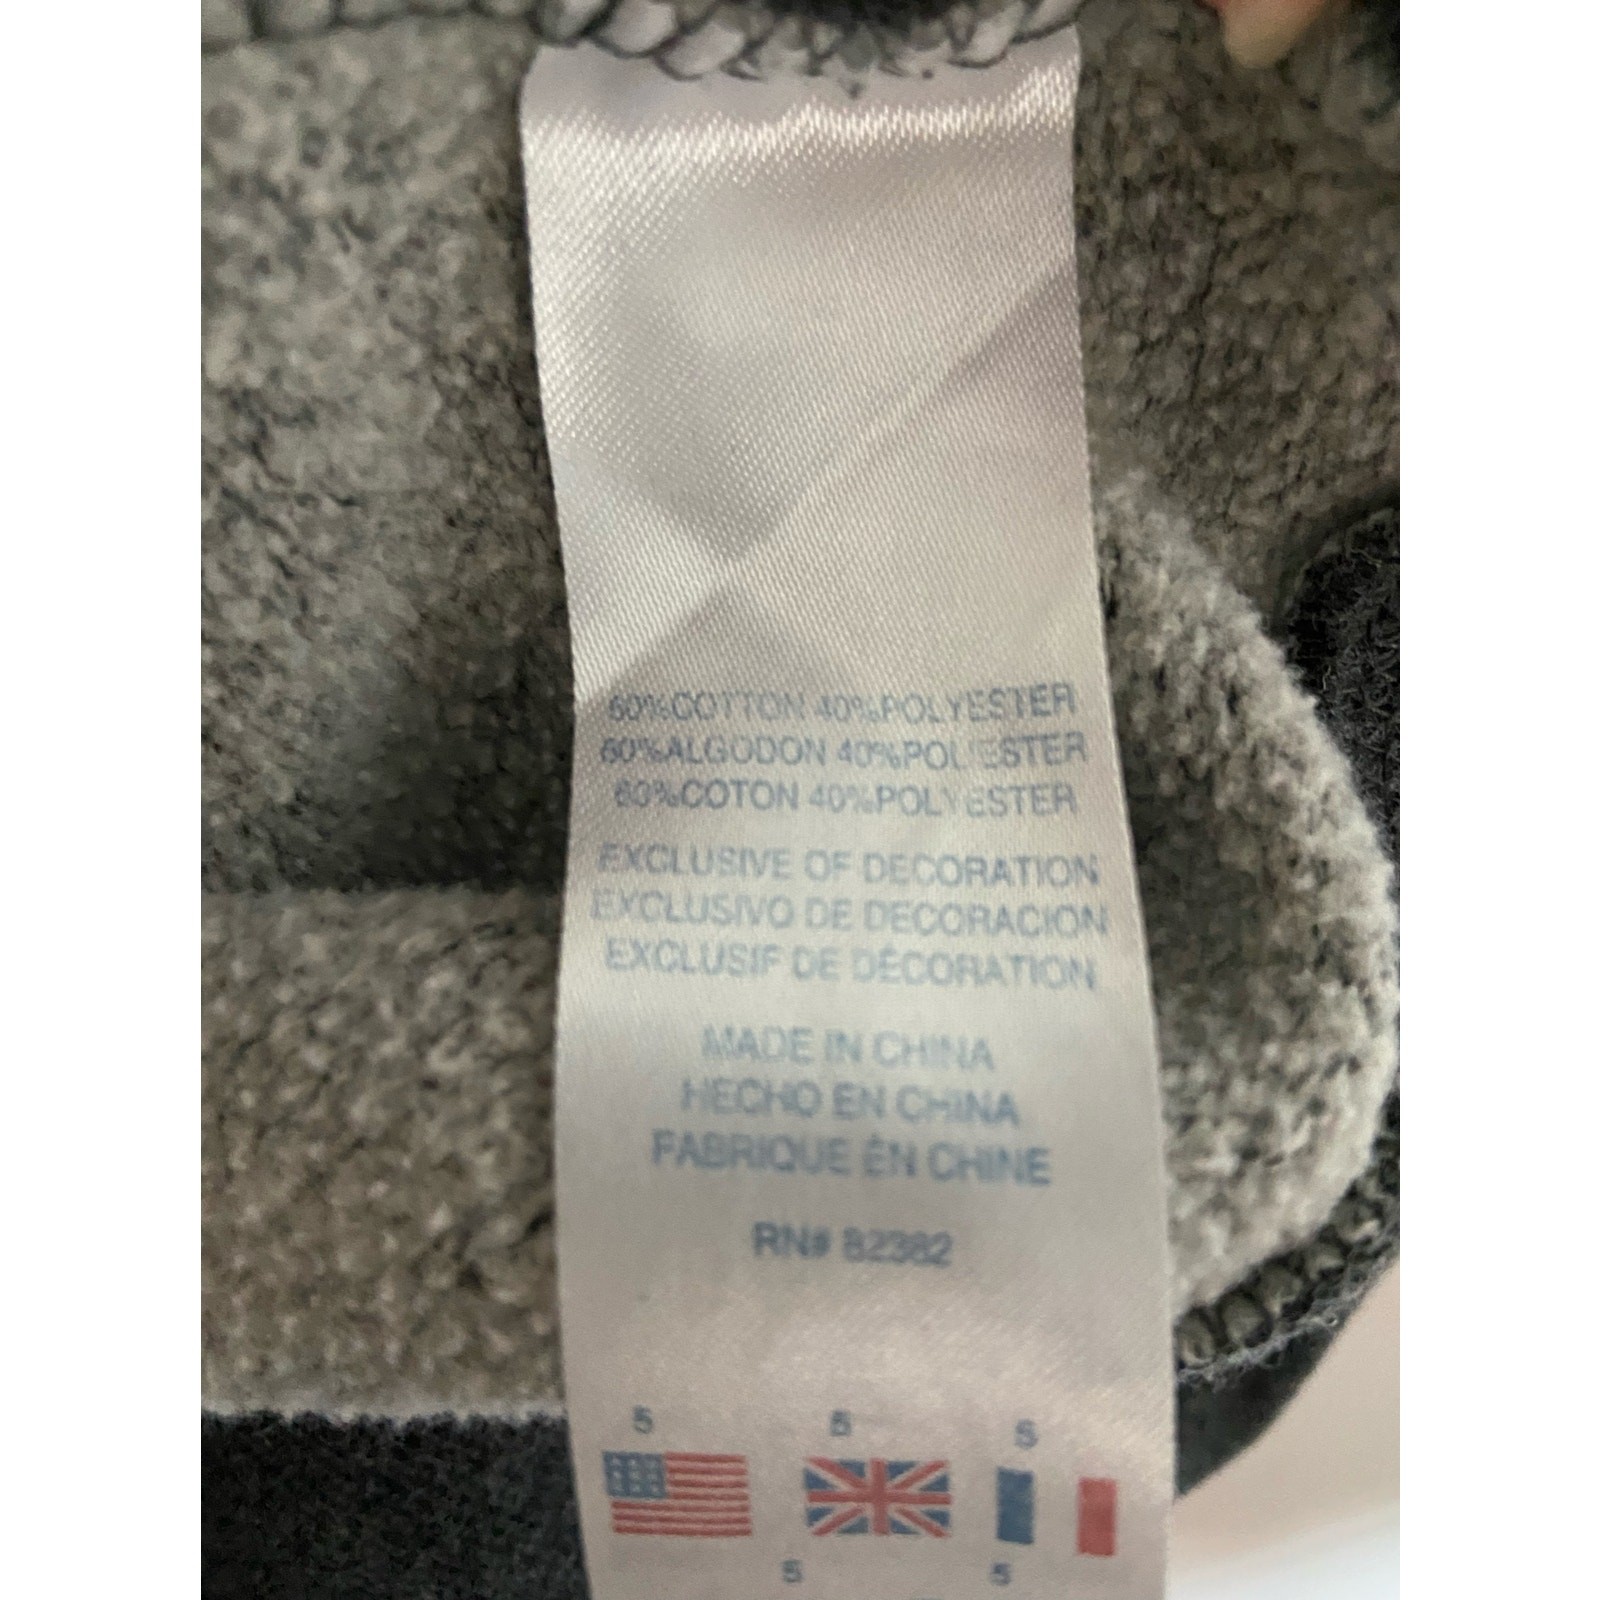 60%COTTON 40%POLYESTER
60%ALGODON 40%POLIESTER
60%COTON 40%POLYESTER
EXCLUSIVE OF DECORATION
EXCLUSIVO DE DECORACION
EXCLUSIF DE DÉCORATION
MADE IN CHINA
HECHO EN CHINA
FABRIQUE ÉN CHINE
RN# 82382
5 5 5
5 5